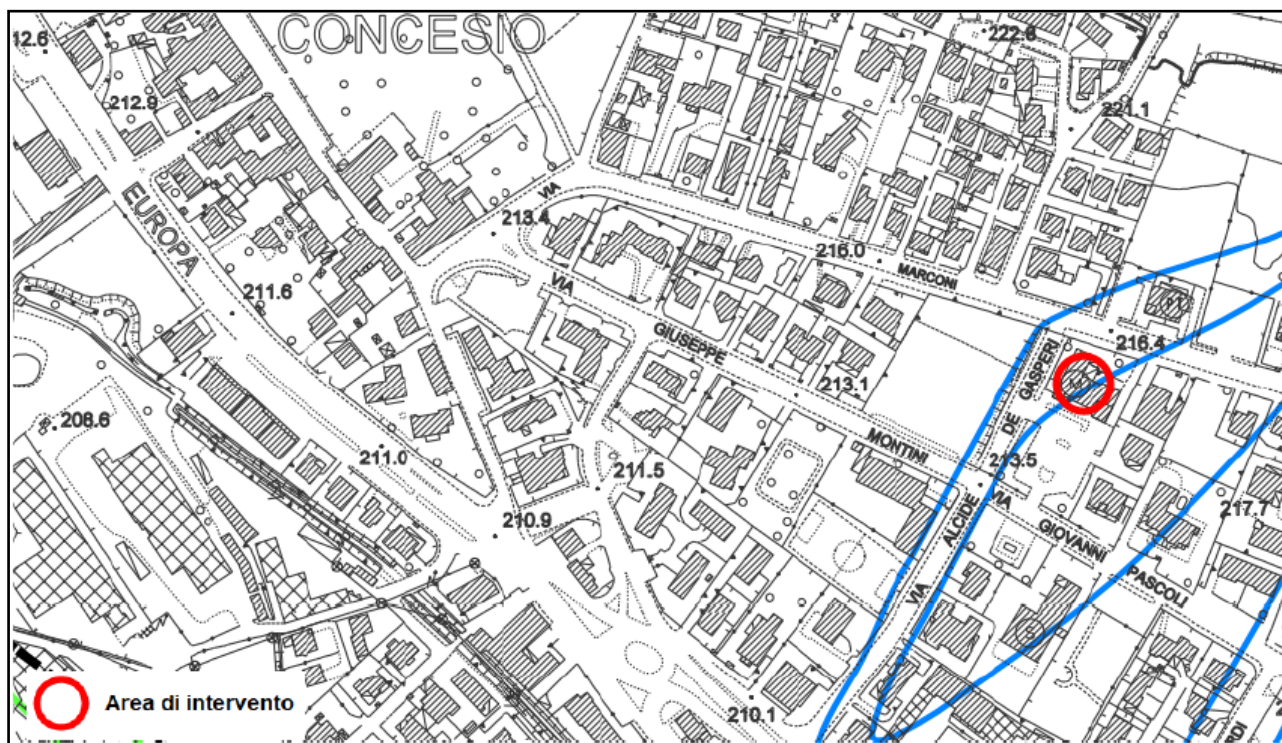 CONCESIO
12.6
222.8
212.9
221.1
EUROPA
VIA
213.4
216.0
MARCONI
211.6
VIA
GIUSEPPE
216.4
GASPERI
213.1
DE
MONTINI
208.6
211.0
211.5
213.5
VIA
217.7
210.9
ALCIDE
GIOVANNI
PASCOLI
VIA
S
Area di intervento
210.1